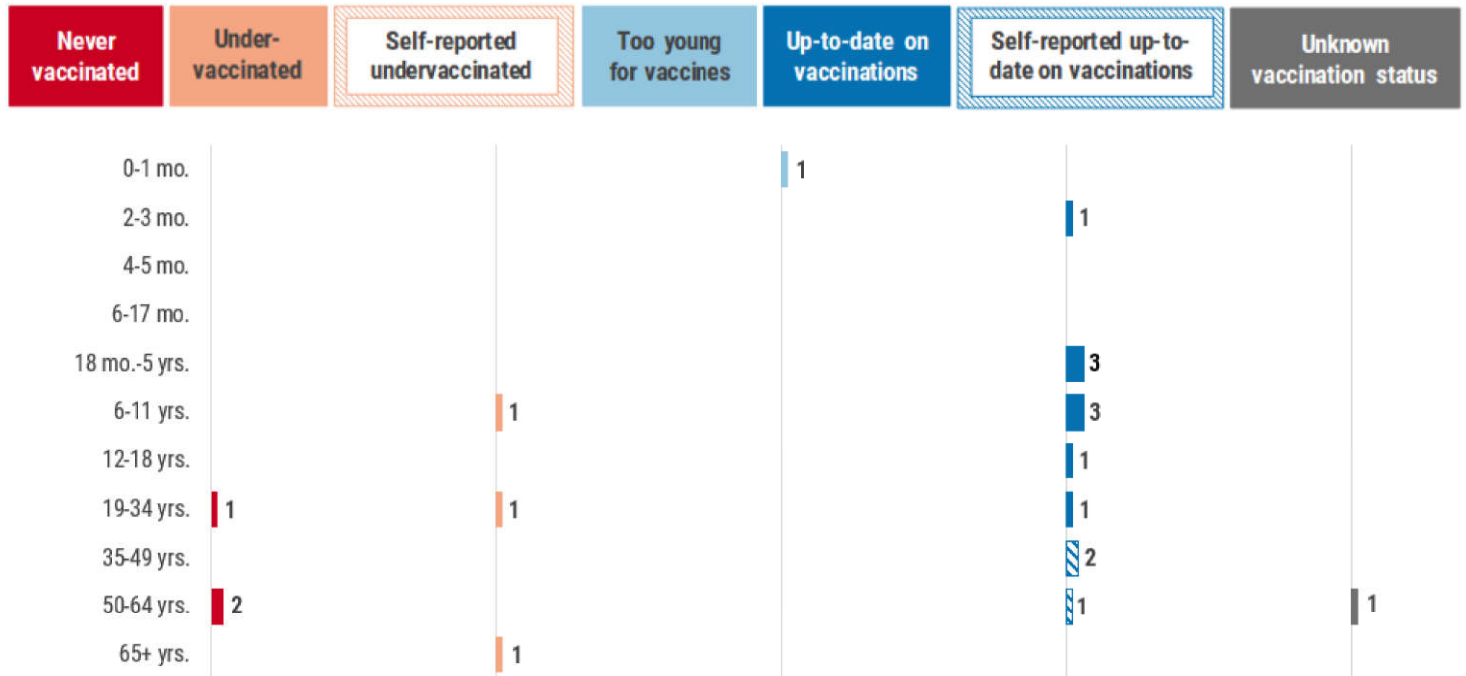 Never
vaccinated
Under-
vaccinated
Self-reported
undervaccinated
Too young
for vaccines
Up-to-date on
vaccinations
Self-reported up-to-
date on vaccinations
Unknown
vaccination status
0-1 mo. 1
2-3 mo. 1
4-5 mo.
6-17 mo.
18 mo.-5 yrs. 3
6-11 yrs. 1 3
12-18 yrs. 1
19-34 yrs. 1 1 1
35-49 yrs. 2
50-64 yrs. 2 1 1
65+ yrs. 1